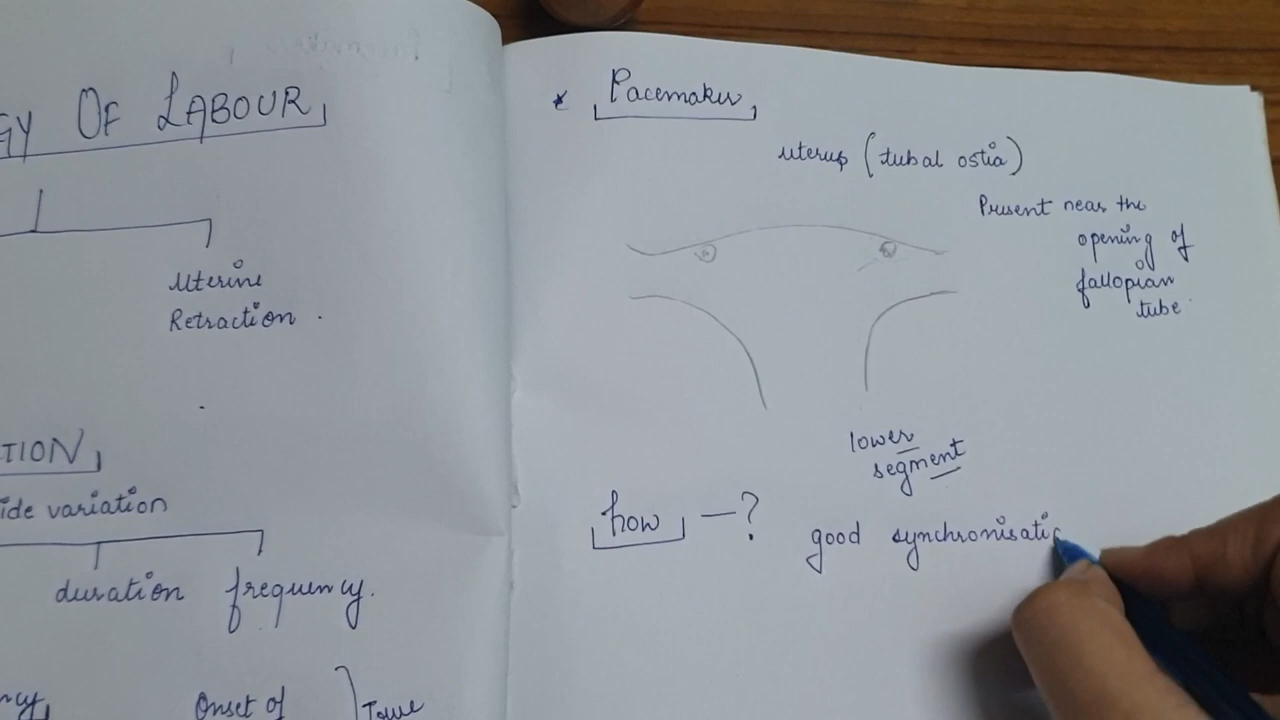 GY OF LABOUR
Uterine
Retraction.
TION
ide variation
duration frequency.
ncy,
Onset of
* Pacemaker
uterus (tubal ostia)
Present near the
opening of
fallopian
tube.
lower
segment
how —?
good synchronisatio